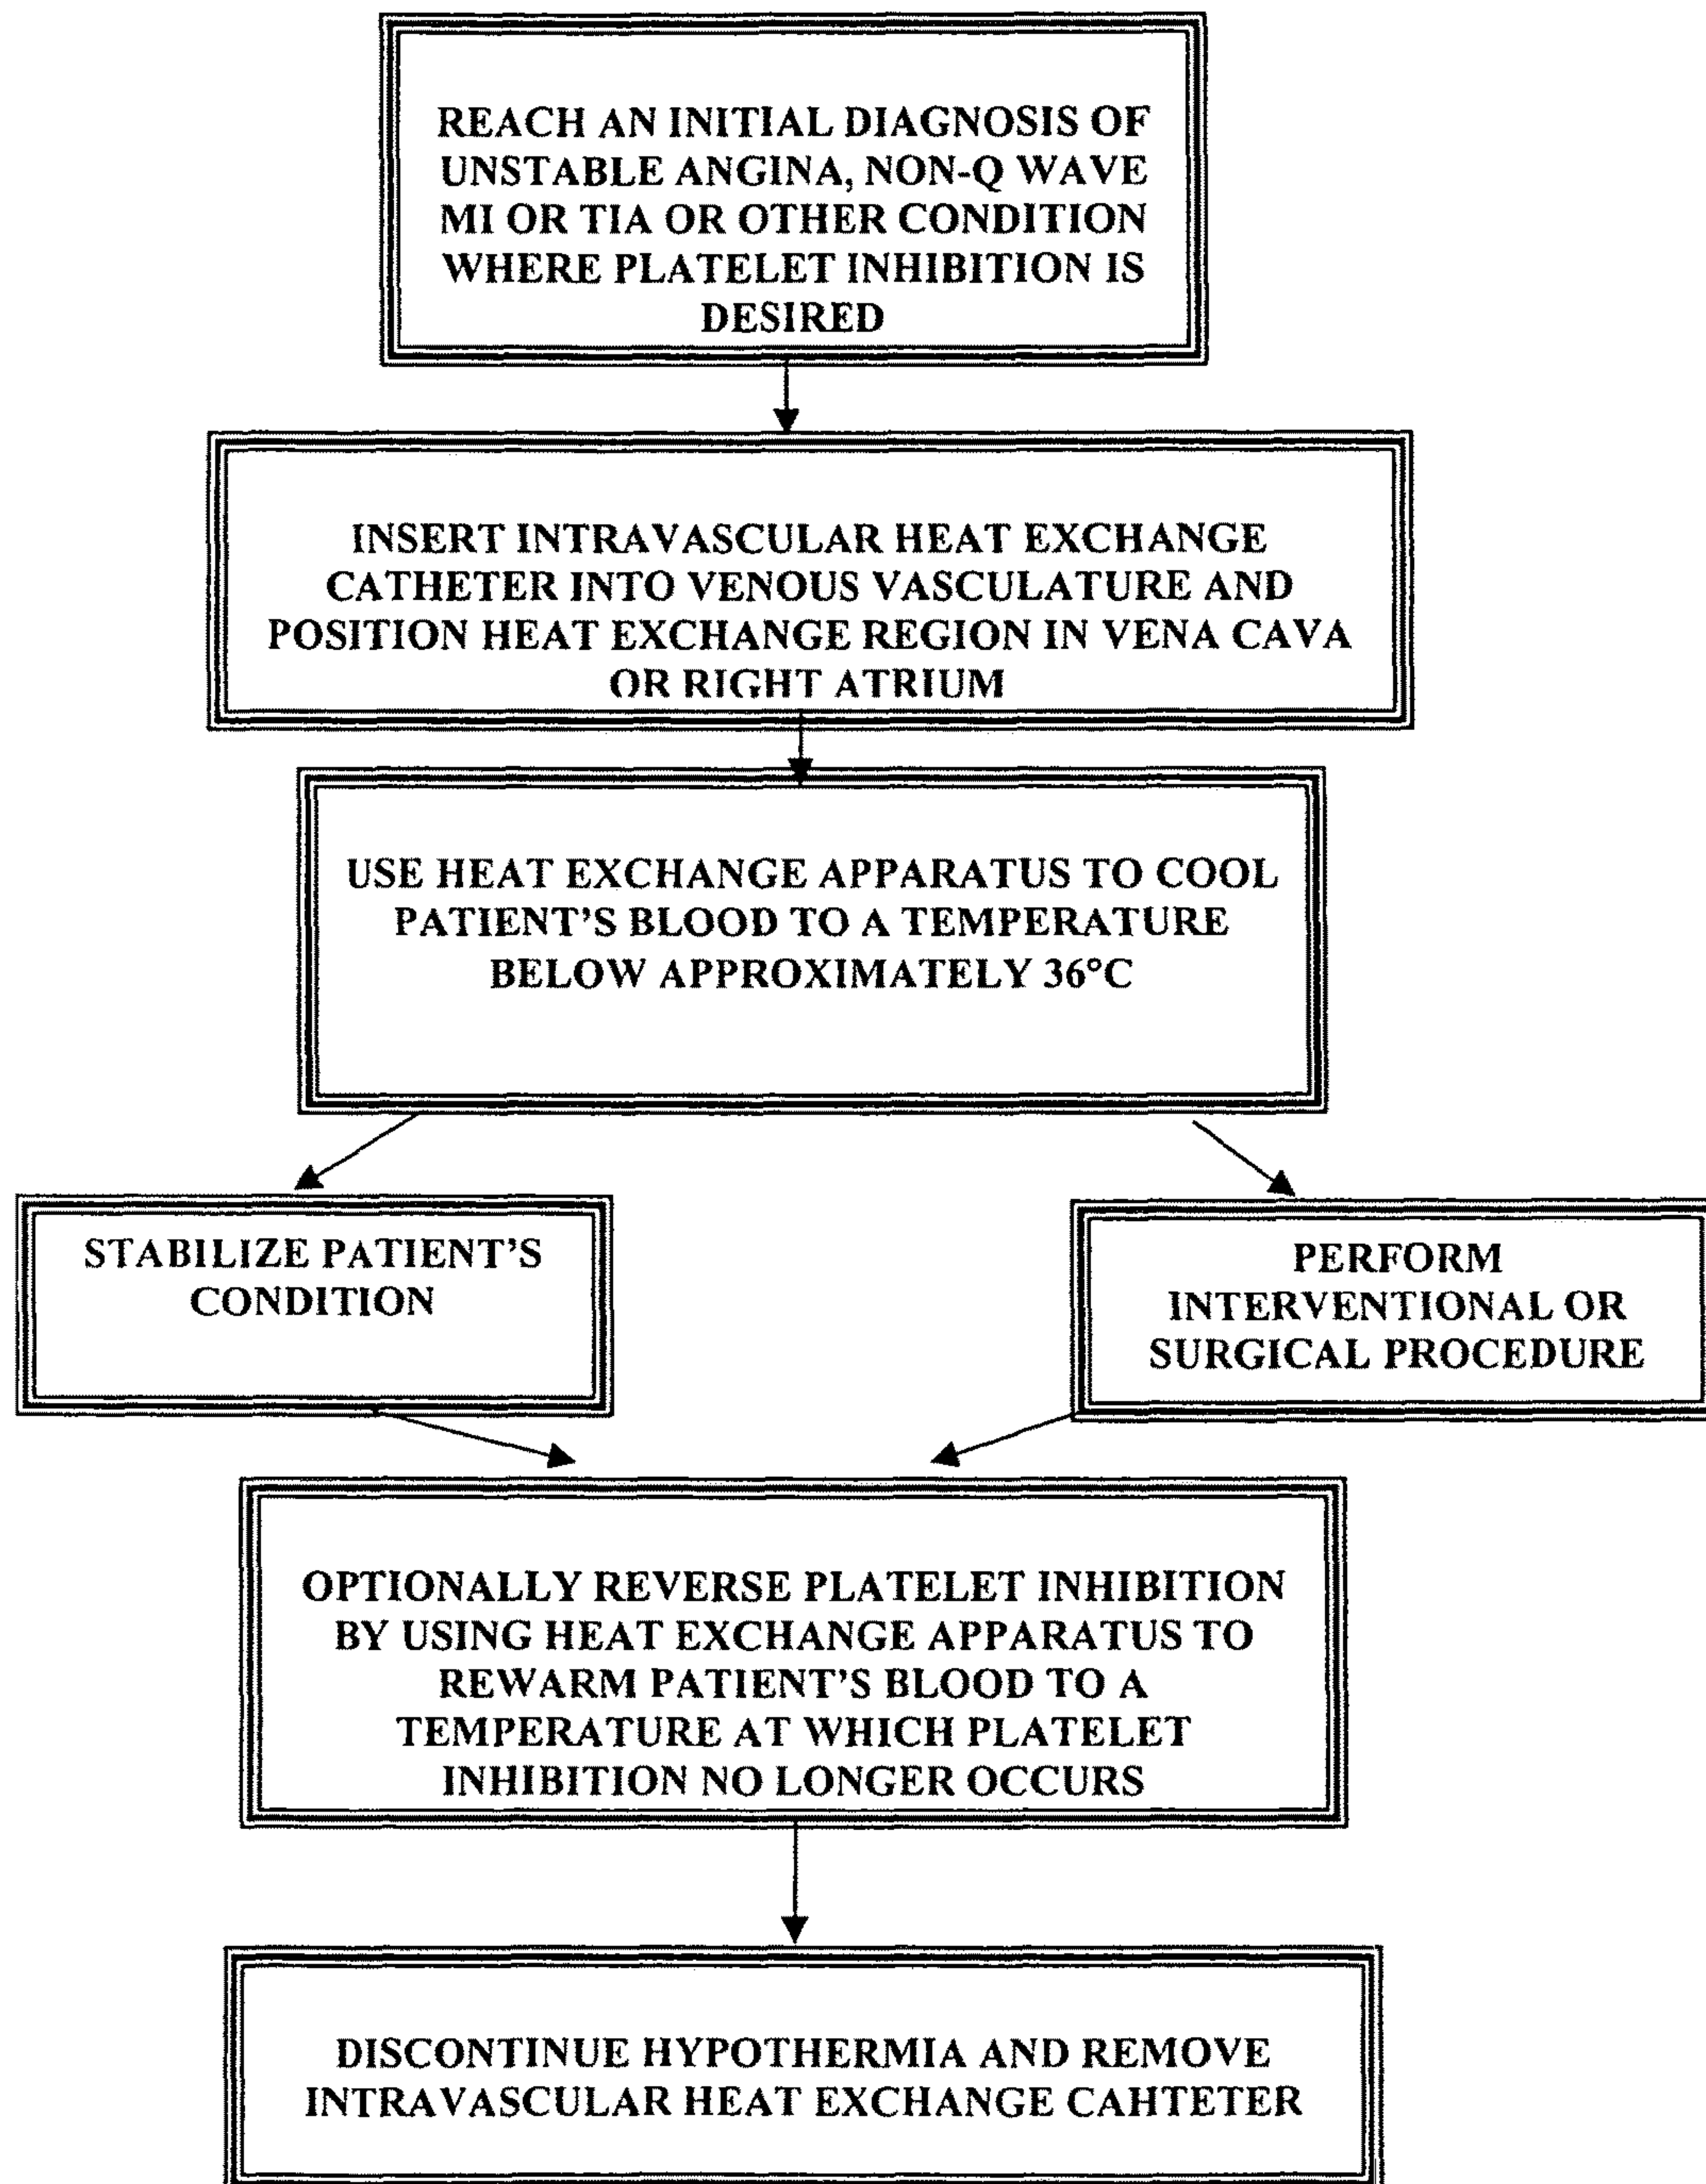 REACH AN INITIAL DIAGNOSIS OF
UNSTABLE ANGINA, NON-Q WAVE
MI OR TIA OR OTHER CONDITION
WHERE PLATELET INHIBITION IS
DESIRED
INSERT INTRAVASCULAR HEAT EXCHANGE
CATHETER INTO VENOUS VASCULATURE AND
POSITION HEAT EXCHANGE REGION IN VENA CAVA
OR RIGHT ATRIUM
USE HEAT EXCHANGE APPARATUS TO COOL
PATIENT'S BLOOD TO A TEMPERATURE
BELOW APPROXIMATELY 36°C
STABILIZE PATIENT'S
CONDITION
PERFORM
INTERVENTIONAL OR
SURGICAL PROCEDURE
OPTIONALLY REVERSE PLATELET INHIBITION
BY USING HEAT EXCHANGE APPARATUS TO
REWARM PATIENT'S BLOOD TO A
TEMPERATURE AT WHICH PLATELET
INHIBITION NO LONGER OCCURS
DISCONTINUE HYPOTHERMIA AND REMOVE
INTRAVASCULAR HEAT EXCHANGE CAHTETER